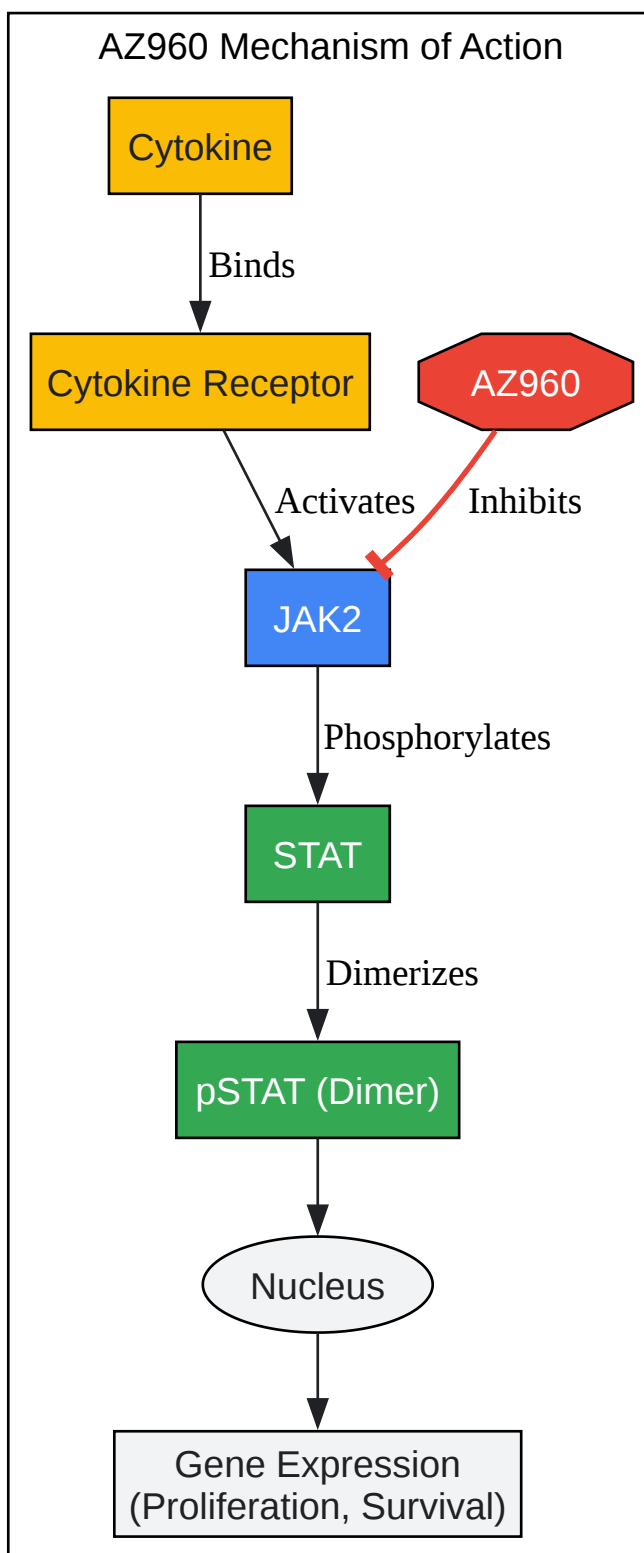 AZ960 Mechanism of Action
Cytokine
Binds
Cytokine Receptor
AZ960
Activates
Inhibits
JAK2
Phosphorylates
STAT
Dimerizes
pSTAT (Dimer)
Nucleus
Gene Expression
(Proliferation, Survival)